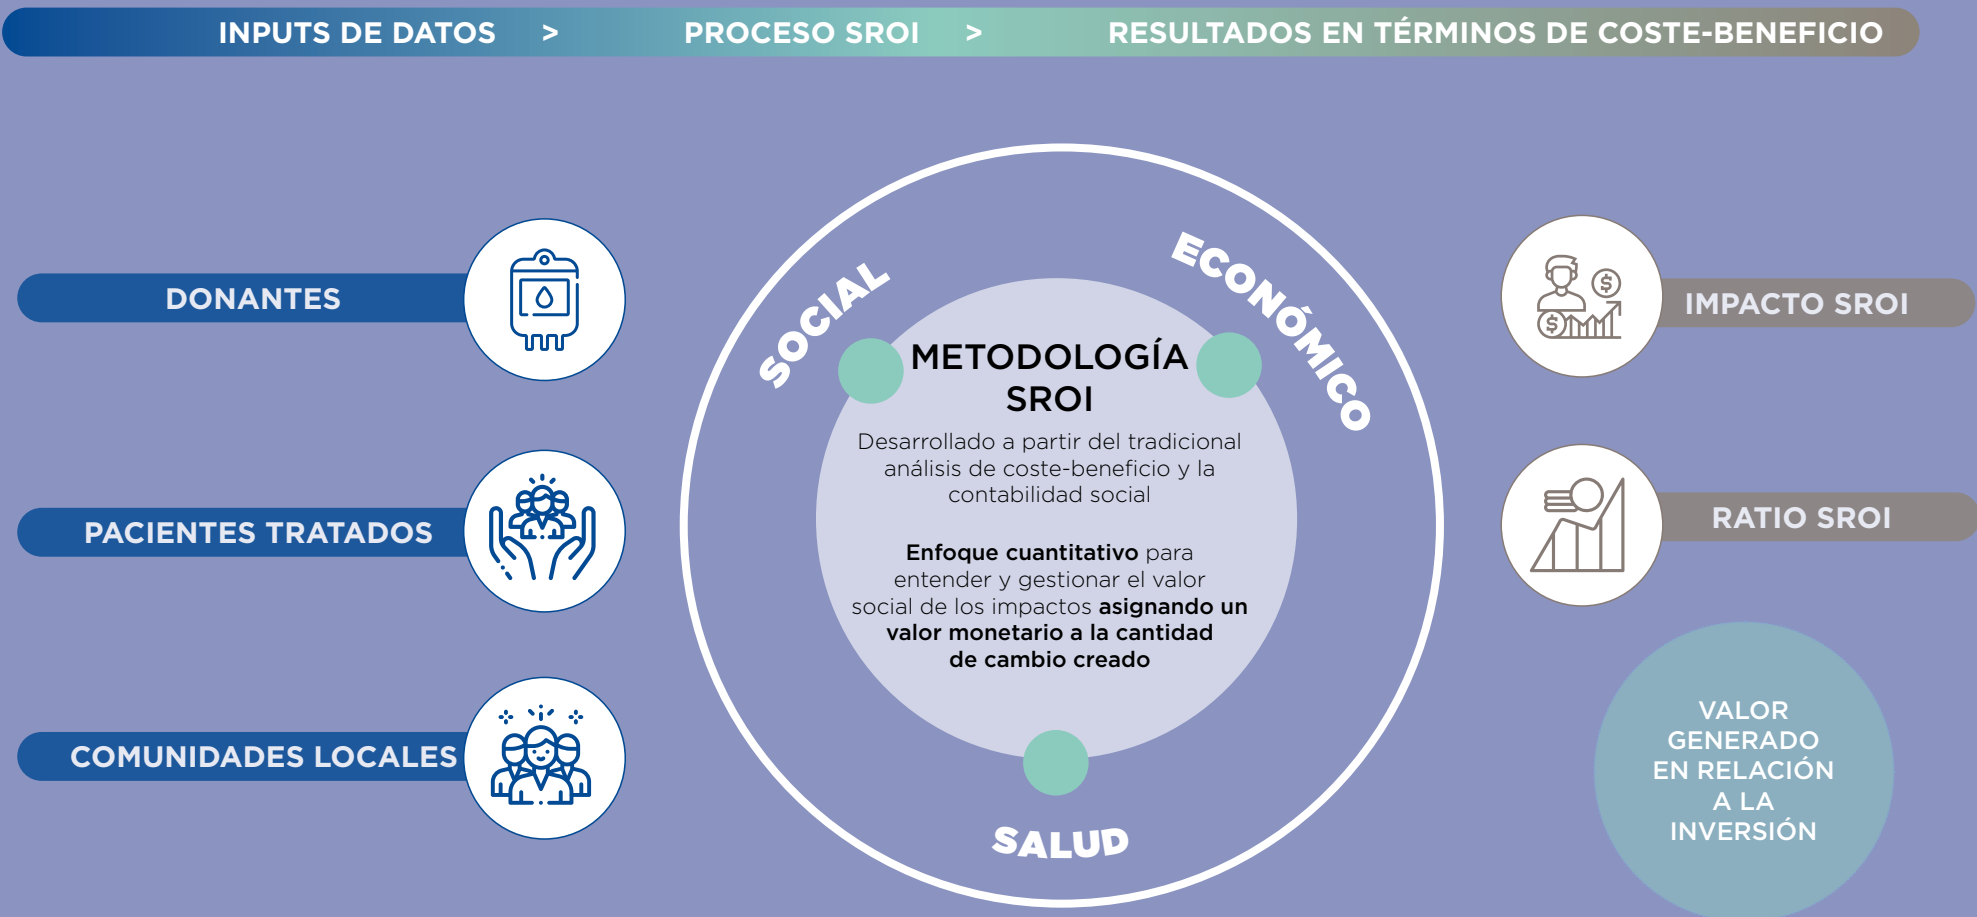 INPUTS DE DATOS > PROCESO SROI > RESULTADOS EN TÉRMINOS DE COSTE-BENEFICIO
DONANTES
PACIENTES TRATADOS
COMUNIDADES LOCALES
SOCIAL
ECONÓMICO
SALUD
METODOLOGÍA
SROI
Desarrollado a partir del tradicional
análisis de coste-beneficio y la
contabilidad social
Enfoque cuantitativo para
entender y gestionar el valor
social de los impactos asignando un
valor monetario a la cantidad
de cambio creado
IMPACTO SROI
RATIO SROI
VALOR
GENERADO
EN RELACIÓN
A LA
INVERSIÓN